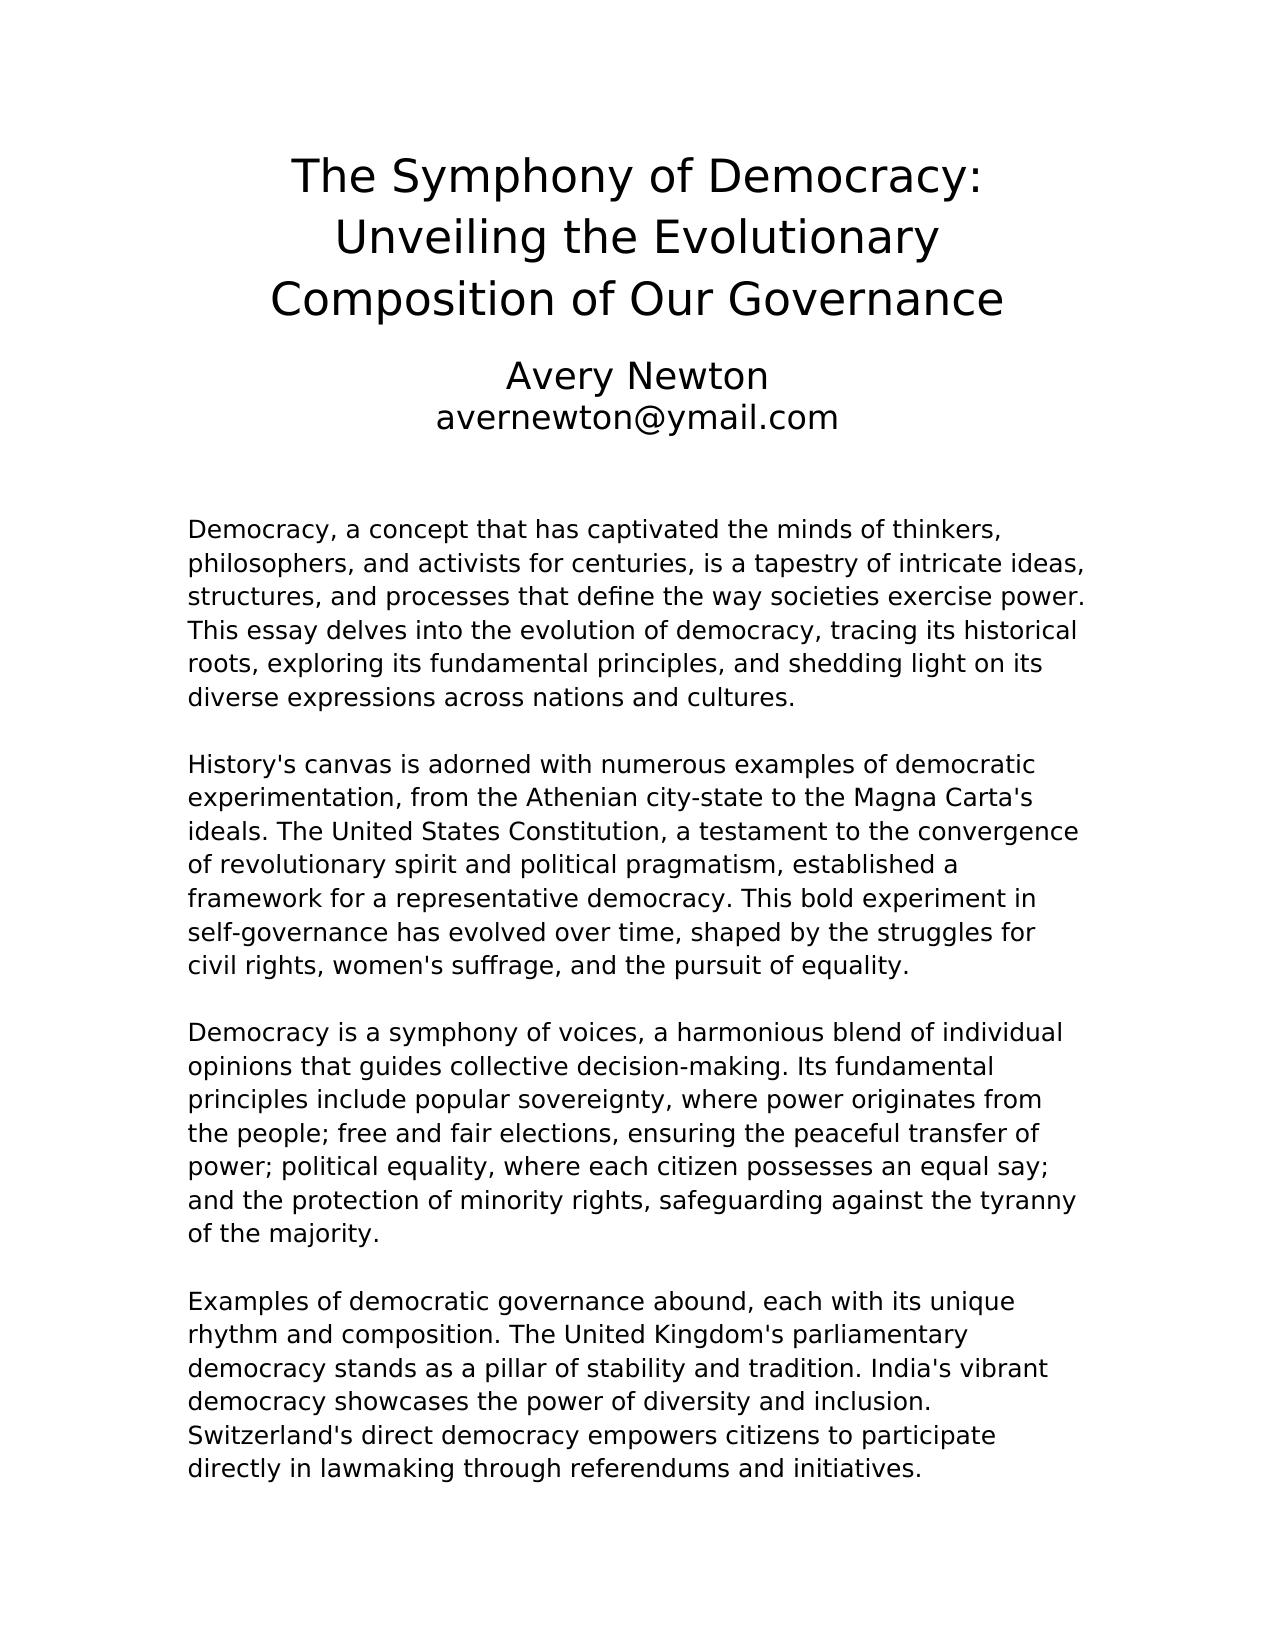 The Symphony of Democracy:
Unveiling the Evolutionary
Composition of Our Governance
Avery Newton
avernewton@ymail.com
Democracy, a concept that has captivated the minds of thinkers,
philosophers, and activists for centuries, is a tapestry of intricate ideas,
structures, and processes that define the way societies exercise power.
This essay delves into the evolution of democracy, tracing its historical
roots, exploring its fundamental principles, and shedding light on its
diverse expressions across nations and cultures.
History's canvas is adorned with numerous examples of democratic
experimentation, from the Athenian city-state to the Magna Carta's
ideals. The United States Constitution, a testament to the convergence
of revolutionary spirit and political pragmatism, established a
framework for a representative democracy. This bold experiment in
self-governance has evolved over time, shaped by the struggles for
civil rights, women's suffrage, and the pursuit of equality.
Democracy is a symphony of voices, a harmonious blend of individual
opinions that guides collective decision-making. Its fundamental
principles include popular sovereignty, where power originates from
the people; free and fair elections, ensuring the peaceful transfer of
power; political equality, where each citizen possesses an equal say;
and the protection of minority rights, safeguarding against the tyranny
of the majority.
Examples of democratic governance abound, each with its unique
rhythm and composition. The United Kingdom's parliamentary
democracy stands as a pillar of stability and tradition. India's vibrant
democracy showcases the power of diversity and inclusion.
Switzerland's direct democracy empowers citizens to participate
directly in lawmaking through referendums and initiatives.